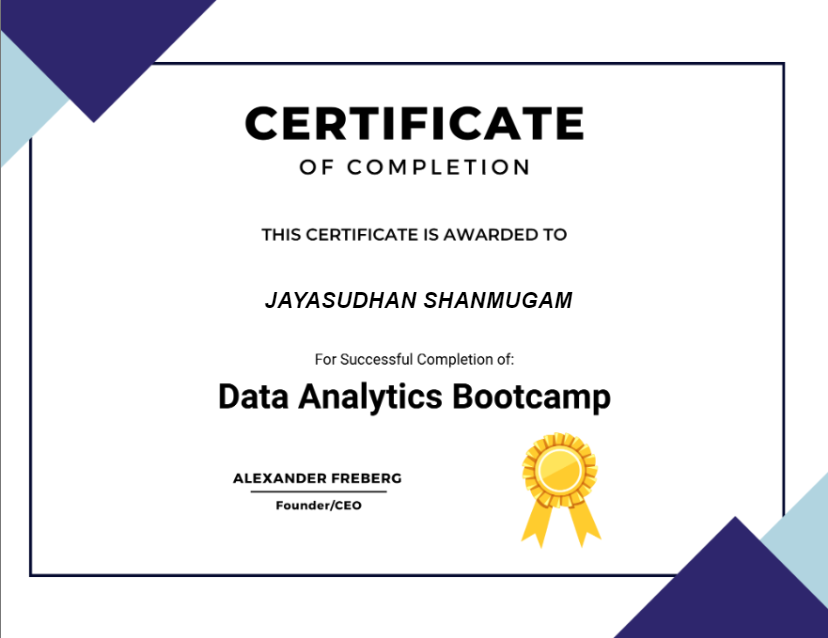 CERTIFICATE
OF COMPLETION
THIS CERTIFICATE IS AWARDED TO
JAYASUDHAN SHANMUGAM
For Successful Completion of:
Data Analytics Bootcamp
ALEXANDER FREBERG
Founder/CEO